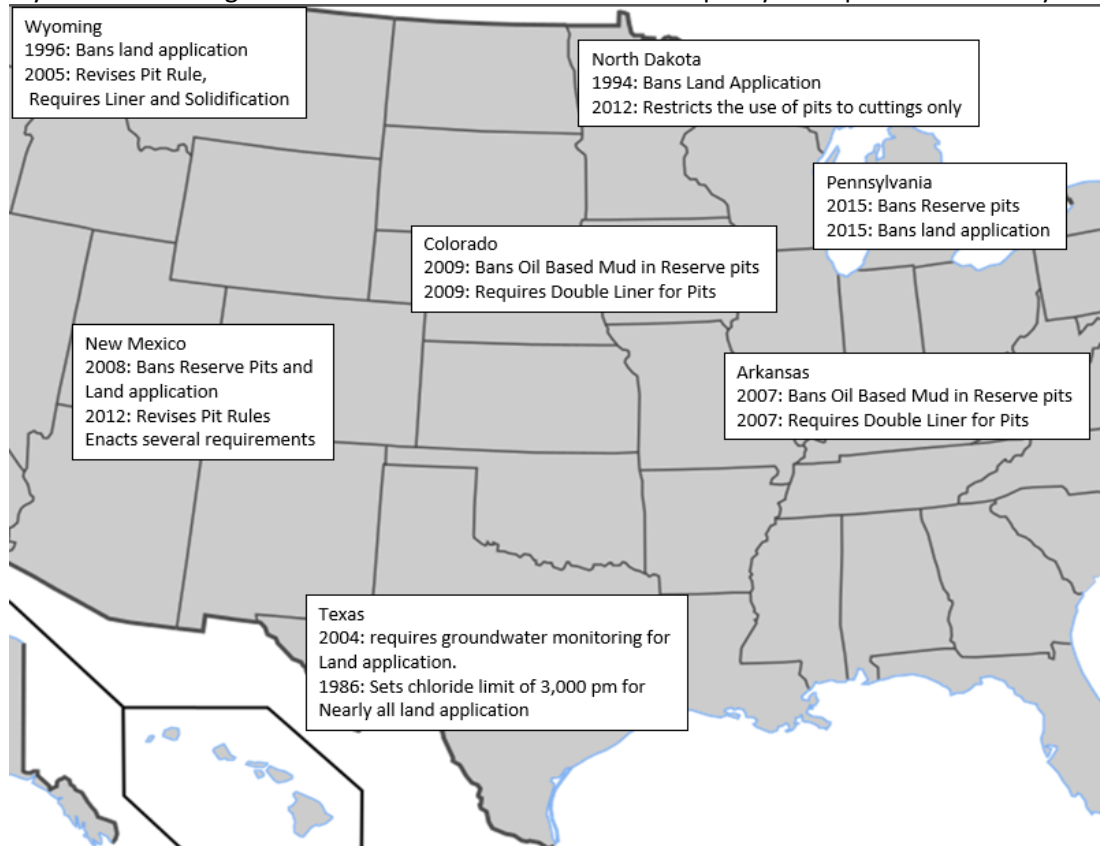 Wyoming
1996: Bans land application
2005: Revises Pit Rule,
Requires Liner and Solidification
North Dakota
1994: Bans Land Application
2012: Restricts the use of pits to cuttings only
Pennsylvania
2015: Bans Reserve pits
2015: Bans land application
Colorado
2009: Bans Oil Based Mud in Reserve pits
2009: Requires Double Liner for Pits
New Mexico
2008: Bans Reserve Pits and
Land application
2012: Revises Pit Rules
Enacts several requirements
Arkansas
2007: Bans Oil Based Mud in Reserve pits
2007: Requires Double Liner for Pits
Texas
2004: requires groundwater monitoring for
Land application.
1986: Sets chloride limit of 3,000 pm for
Nearly all land application